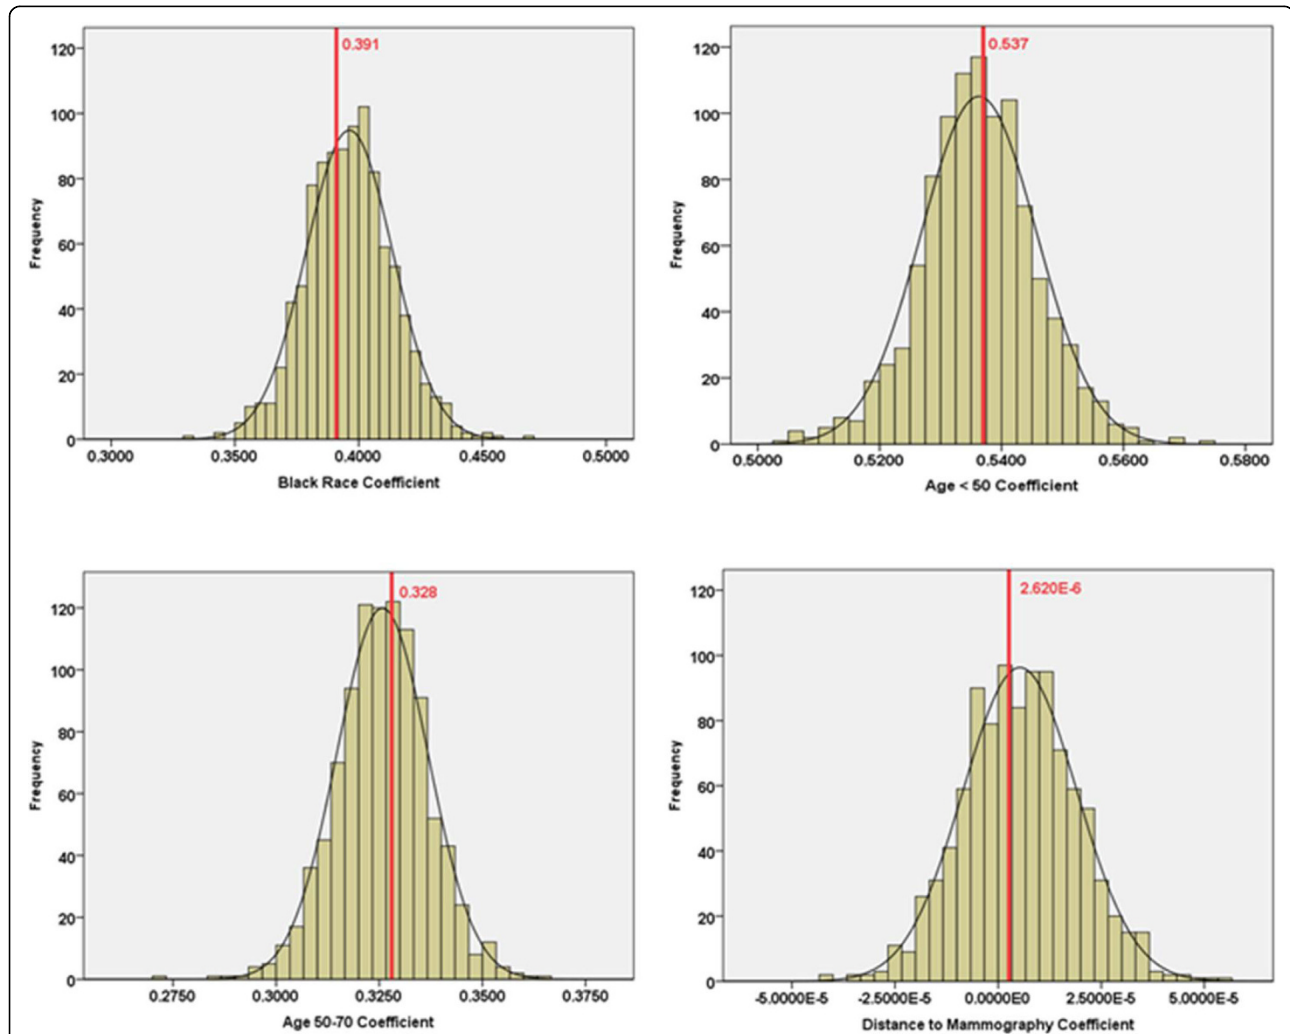 0.391
120
100
80
60
40
20
0
Frequency
0.3000 0.3500 0.4000 0.4500 0.5000
Black Race Coefficient
0.537
120
100
80
60
40
20
0
Frequency
0.5000 0.5200 0.5400 0.5600 0.5800
Age < 50 Coefficient
0.328
120
100
80
60
40
20
0
Frequency
0.2750 0.3000 0.3250 0.3500 0.3750
Age 50-70 Coefficient
2.620E-6
120
100
80
60
40
20
0
Frequency
-5.0000E-5 -2.5000E-5 0.0000E0 2.5000E-5 5.0000E-5
Distance to Mammography Coefficient